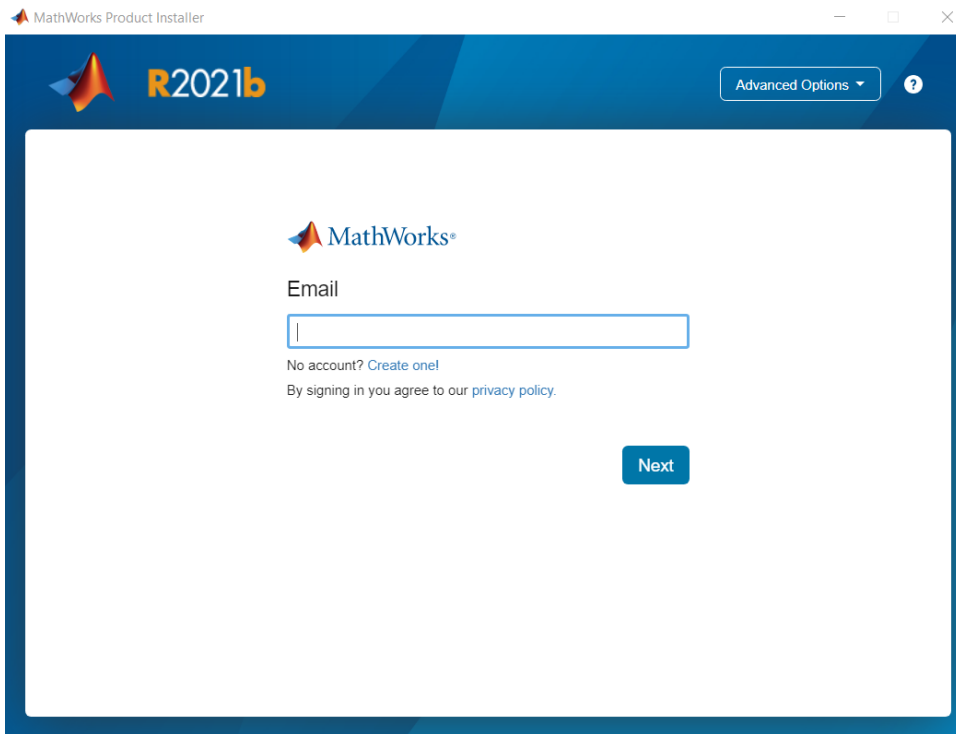 MathWorks Product Installer
R2021b
Advanced Options
?
MathWorks®
Email
No account? Create one!
By signing in you agree to our privacy policy.
Next